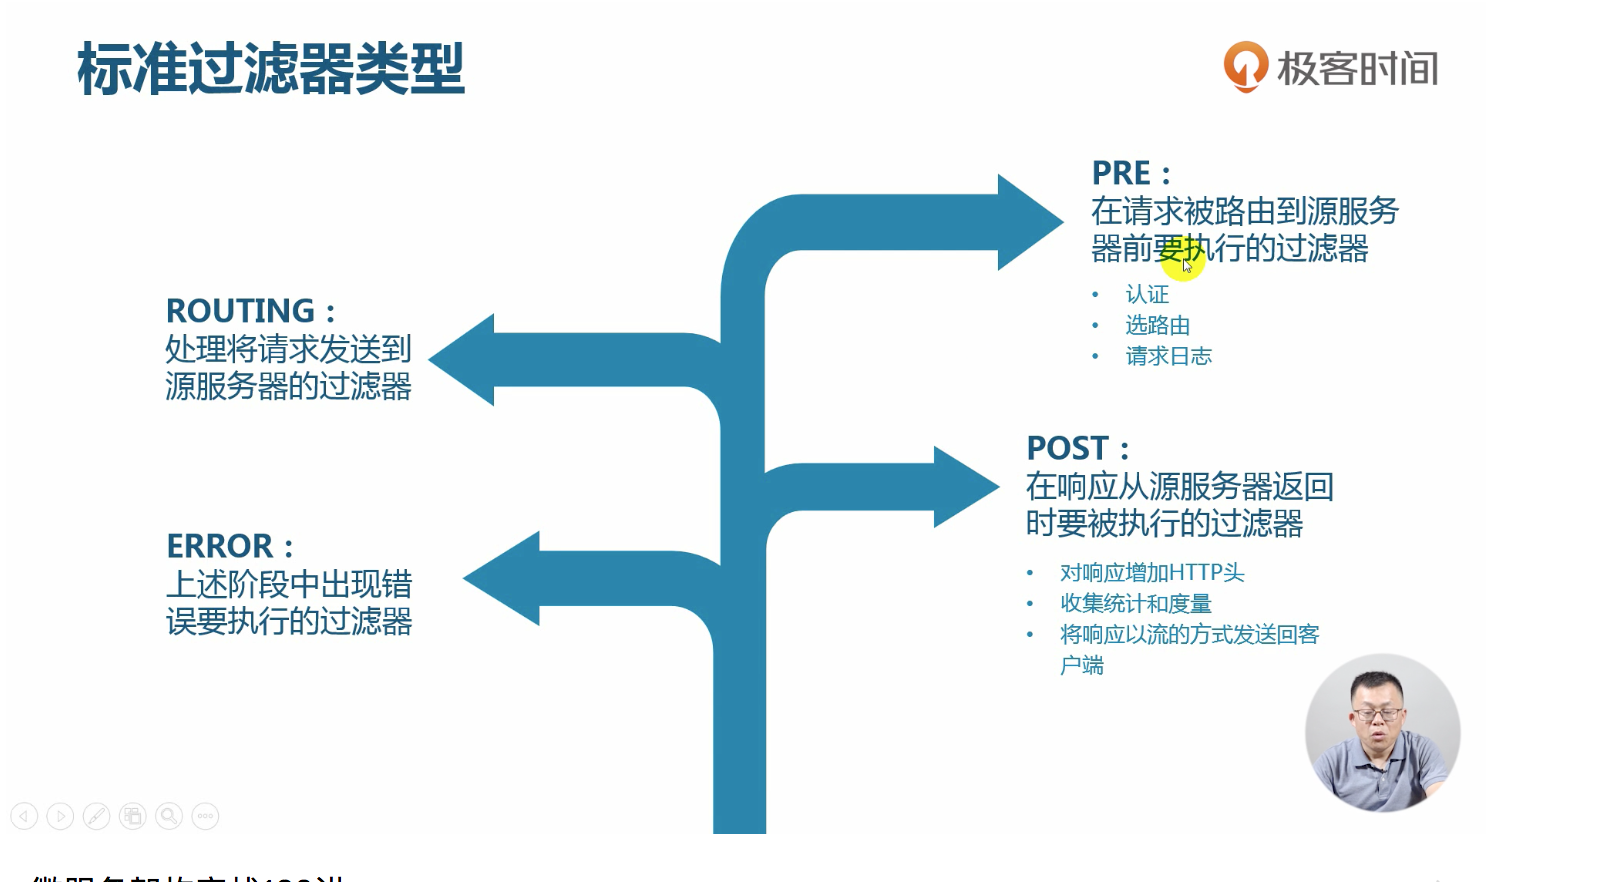 标准过滤器类型
极客时间
PRE：
在请求被路由到源服务
器前要执行的过滤器
• 认证
• 选路由
• 请求日志
ROUTING：
处理将请求发送到
源服务器的过滤器
POST：
在响应从源服务器返回
时要被执行的过滤器
• 对响应增加HTTP头
• 收集统计和度量
• 将响应以流的方式发送回客
户端
ERROR：
上述阶段中出现错
误要执行的过滤器